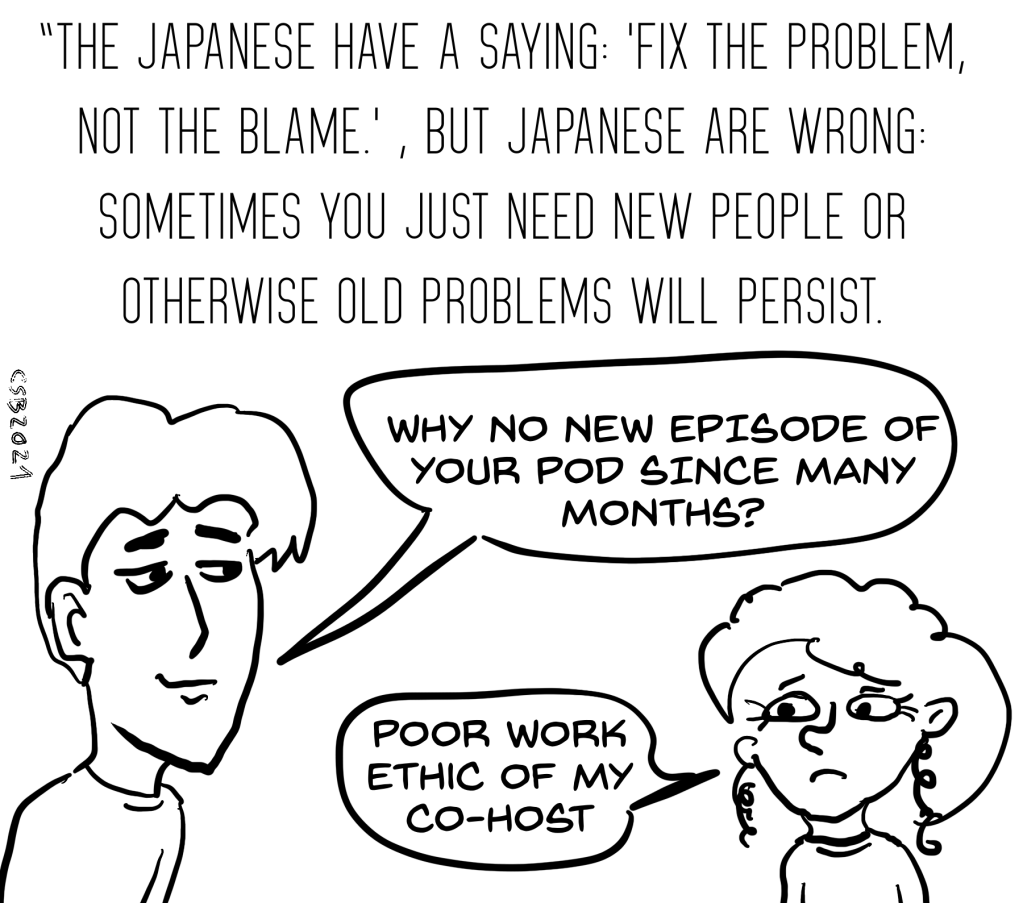 “THE JAPANESE HAVE A SAYING: 'FIX THE PROBLEM,
NOT THE BLAME.' , BUT JAPANESE ARE WRONG:
SOMETIMES YOU JUST NEED NEW PEOPLE OR
OTHERWISE OLD PROBLEMS WILL PERSIST.
CSB2021
WHY NO NEW EPISODE OF
YOUR POD SINCE MANY
MONTHS?
POOR WORK
ETHIC OF MY
CO-HOST